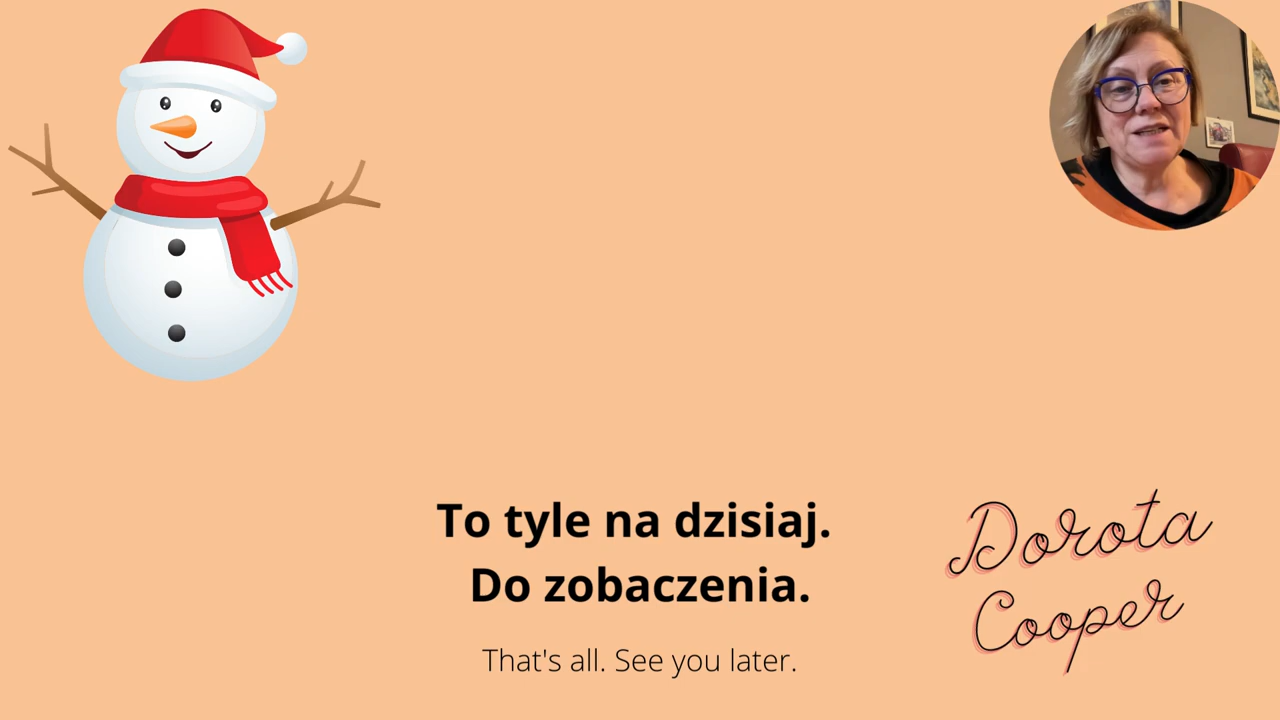 To tyle na dzisiaj.
Do zobaczenia.
That's all. See you later.
Dorota
Cooper